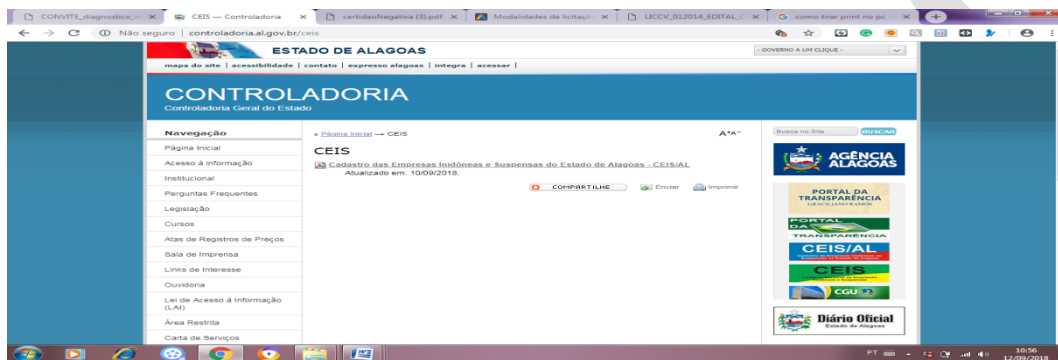 CONVITE_diagnostico_
CEIS — Controladoria
certidaoNegativa (3).pdf
Modalidades de licitaçã
LICCV_012014_EDITAL_C
como tirar print no pc
Não seguro | controladoria.al.gov.br/ceis
ESTADO DE ALAGOAS
- GOVERNO A UM CLIQUE -
mapa do site | acessibilidade | contato | expresso alagoas | integra | acessar |
CONTROLADORIA
Controladoria Geral do Estado
Navegação
Página Inicial
Acesso à informação
Institucional
Perguntas Frequentes
Legislação
Cursos
Atas de Registros de Preços
Sala de Imprensa
Links de Interesse
Ouvidoria
Lei de Acesso à Informação
(LAI)
Área Restrita
Carta de Serviços
» Página Inicial → CEIS
A+A-
CEIS
Cadastro das Empresas Inidôneas e Suspensas do Estado de Alagoas - CEIS/AL
Atualizado em: 10/09/2018.
COMPARTILHE
Enviar
Imprimir
Busca no Site
BUSCAR
AGÊNCIA
ALAGOAS
PORTAL DA
TRANSPARÊNCIA
GRACILIANO RAMOS
PORTAL
DA
TRANSPARÊNCIA
CEIS/AL
CEIS
CGU
Diário Oficial
Estado de Alagoas
PT
10:56
12/09/2018